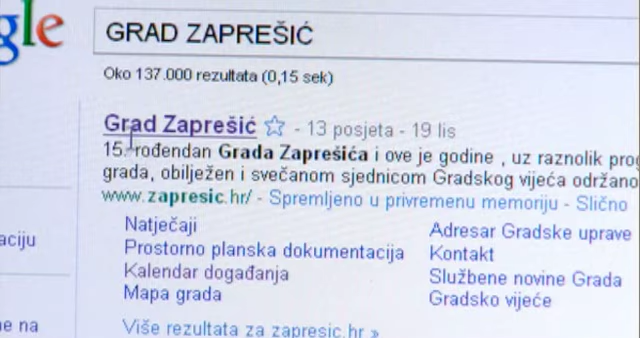 gle
GRAD ZAPREŠIĆ
Oko 137.000 rezultata (0,15 sek)
Grad Zaprešić - 13 posjeta - 19 lis
15. rođendan Grada Zaprešića i ove je godine , uz raznolik prog
grada, obilježen i svečanom sjednicom Gradskog vijeća održano
www.zapresic.hr/ - Spremljeno u privremenu memoriju - Slično
Natječaji
Adresar Gradske uprave
aciju
Prostorno planska dokumentacija
Kontakt
Kalendar događanja
Službene novine Grada
Mapa grada
Gradsko vijeće
ne na
Više rezultata za zapresic.hr »